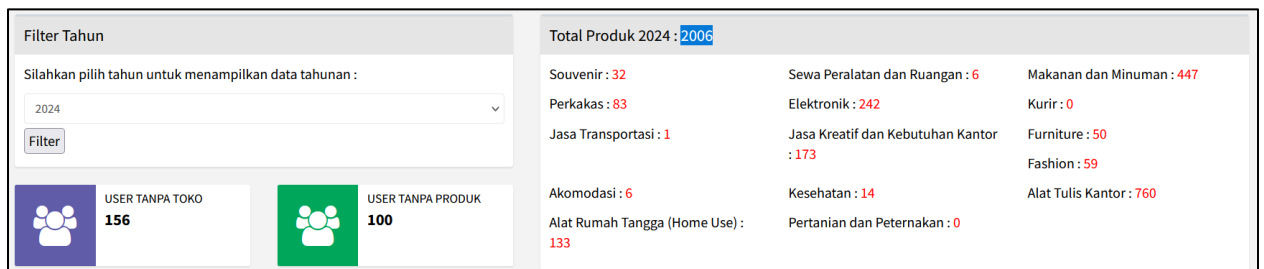 Filter Tahun
Silahkan pilih tahun untuk menampilkan data tahunan :
2024
Filter
USER TANPA TOKO
156
USER TANPA PRODUK
100
Total Produk 2024 : 2006
Souvenir : 32
Sewa Peralatan dan Ruangan : 6
Makanan dan Minuman : 447
Perkakas : 83
Elektronik : 242
Kurir : 0
Jasa Transportasi : 1
Jasa Kreatif dan Kebutuhan Kantor
: 173
Furniture : 50
Fashion : 59
Akomodasi : 6
Kesehatan : 14
Alat Tulis Kantor : 760
Alat Rumah Tangga (Home Use) :
133
Pertanian dan Peternakan : 0